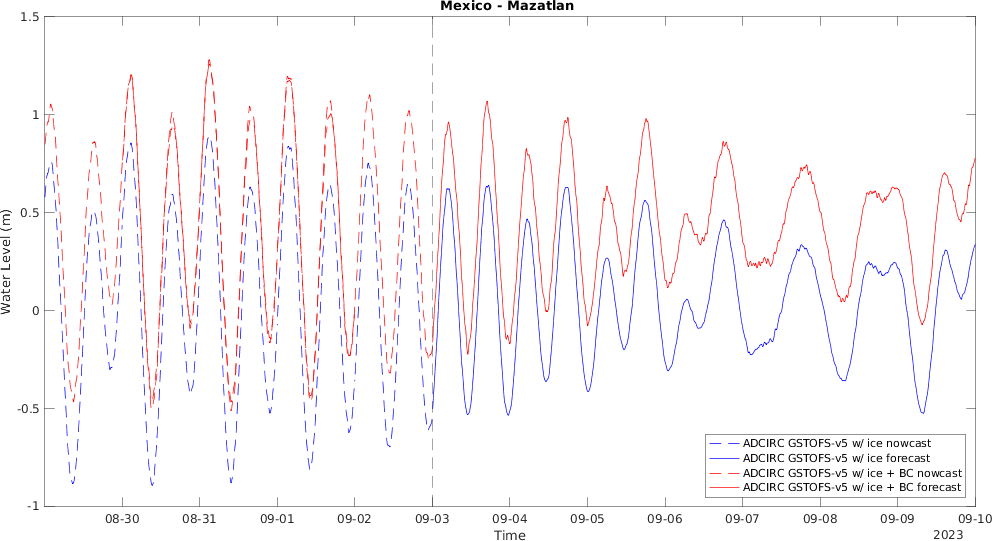 Mexico - Mazatlan
1.5
1
0.5
0
-0.5
-1
Water Level (m)
08-30 08-31 09-01 09-02 09-03 09-04 09-05 09-06 09-07 09-08 09-09 09-10
Time
2023
ADCIRC GSTOFS-v5 w/ ice nowcast
ADCIRC GSTOFS-v5 w/ ice forecast
ADCIRC GSTOFS-v5 w/ ice + BC nowcast
ADCIRC GSTOFS-v5 w/ ice + BC forecast